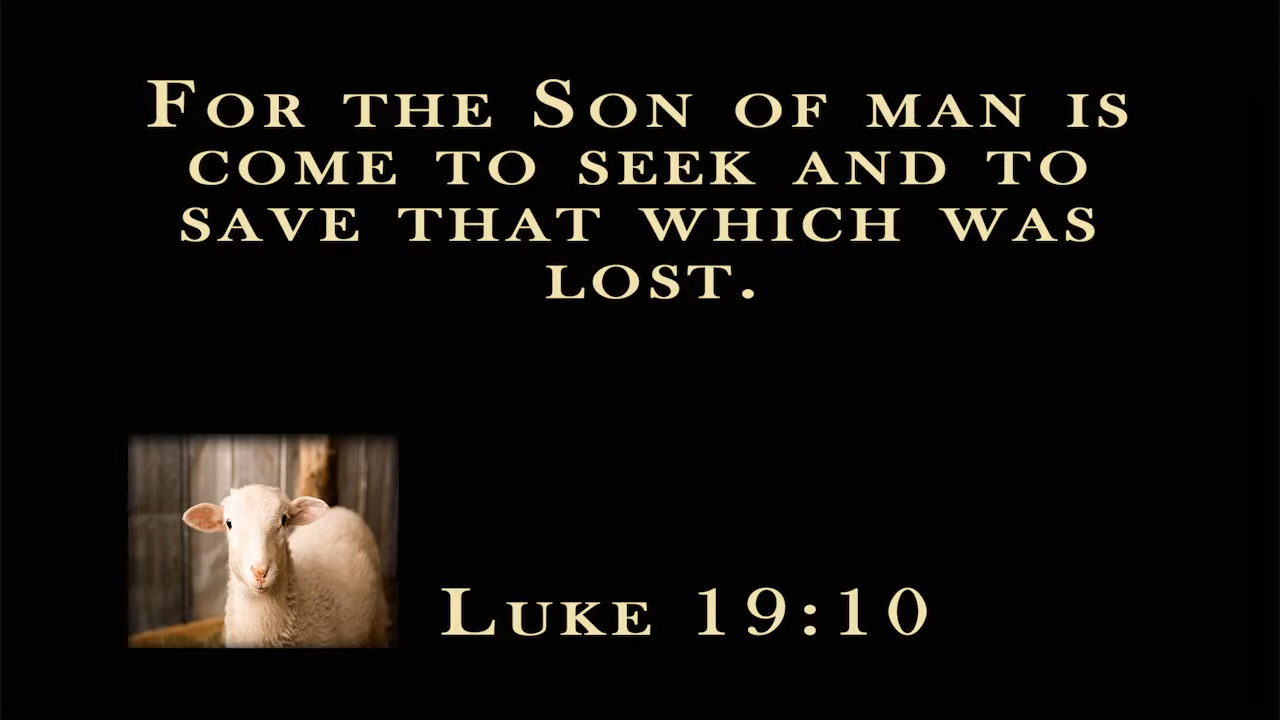 For the Son of man is
come to seek and to
save that which was
lost.
Luke 19:10